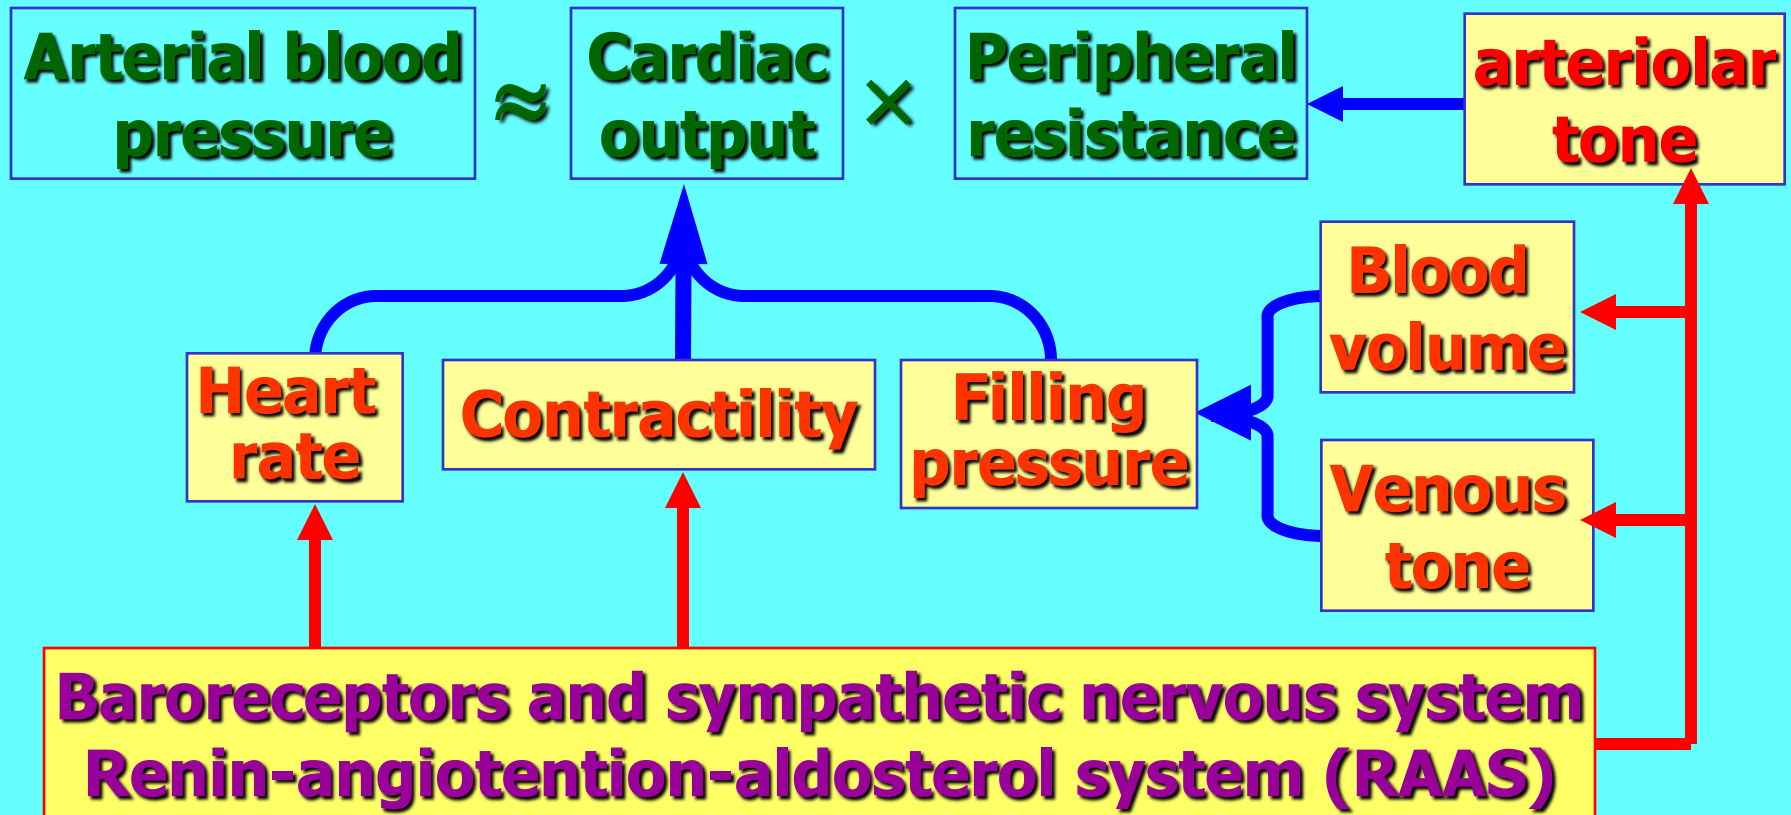 Arterial blood
pressure
≈
Cardiac
output
×
Peripheral
resistance
arteriolar
tone
Blood
volume
Heart
rate
Contractility
Filling
pressure
Venous
tone
Baroreceptors and sympathetic nervous system
Renin-angiotention-aldosterol system (RAAS)